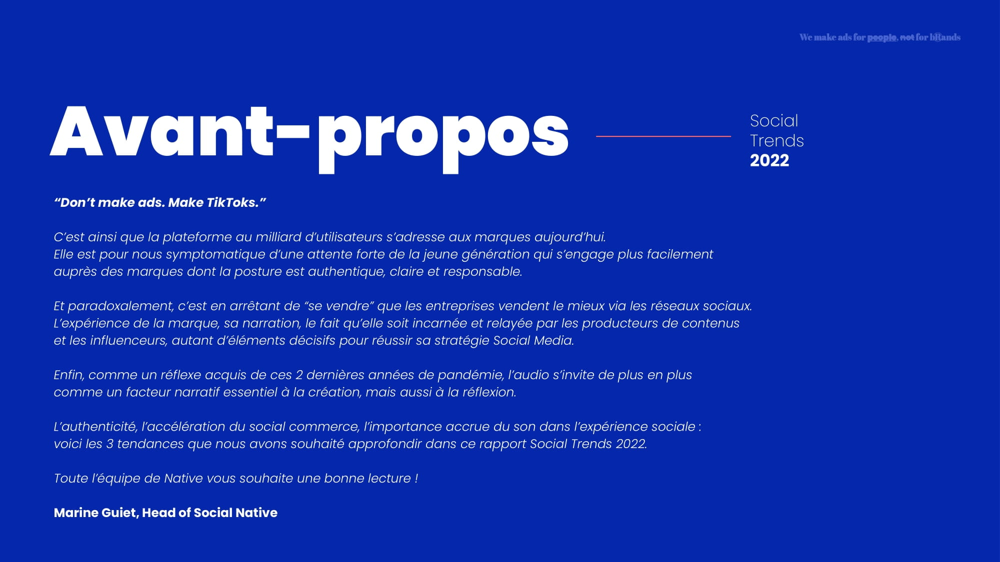 We make ads for people, not for bRands
Avant-propos
Social
Trends
2022
“Don’t make ads. Make TikToks.”
C’est ainsi que la plateforme au milliard d’utilisateurs s’adresse aux marques aujourd’hui.
Elle est pour nous symptomatique d’une attente forte de la jeune génération qui s’engage plus facilement
auprès des marques dont la posture est authentique, claire et responsable.
Et paradoxalement, c’est en arrêtant de “se vendre” que les entreprises vendent le mieux via les réseaux sociaux.
L’expérience de la marque, sa narration, le fait qu’elle soit incarnée et relayée par les producteurs de contenus
et les influenceurs, autant d’éléments décisifs pour réussir sa stratégie Social Media.
Enfin, comme un réflexe acquis de ces 2 dernières années de pandémie, l’audio s’invite de plus en plus
comme un facteur narratif essentiel à la création, mais aussi à la réflexion.
L’authenticité, l’accélération du social commerce, l’importance accrue du son dans l’expérience sociale :
voici les 3 tendances que nous avons souhaité approfondir dans ce rapport Social Trends 2022.
Toute l’équipe de Native vous souhaite une bonne lecture !
Marine Guiet, Head of Social Native